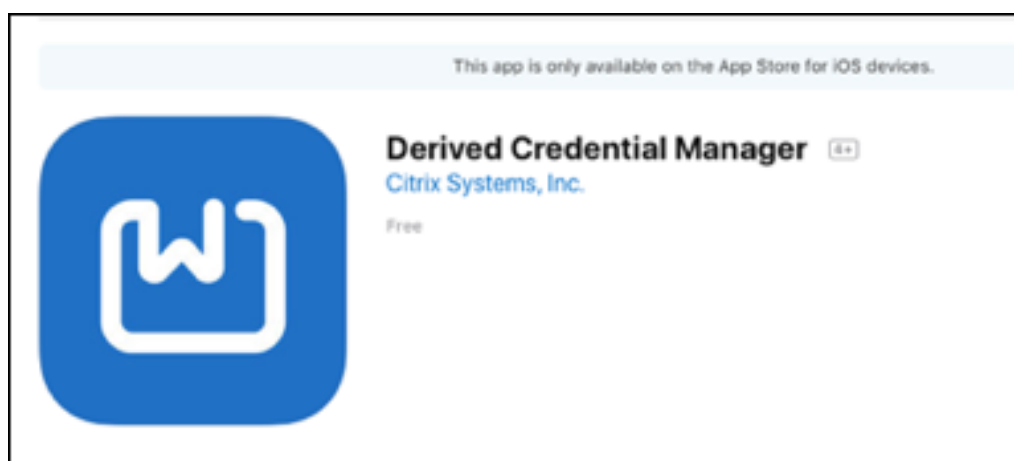 This app is only available on the App Store for iOS devices.
Derived Credential Manager 4+
Citrix Systems, Inc.
Free